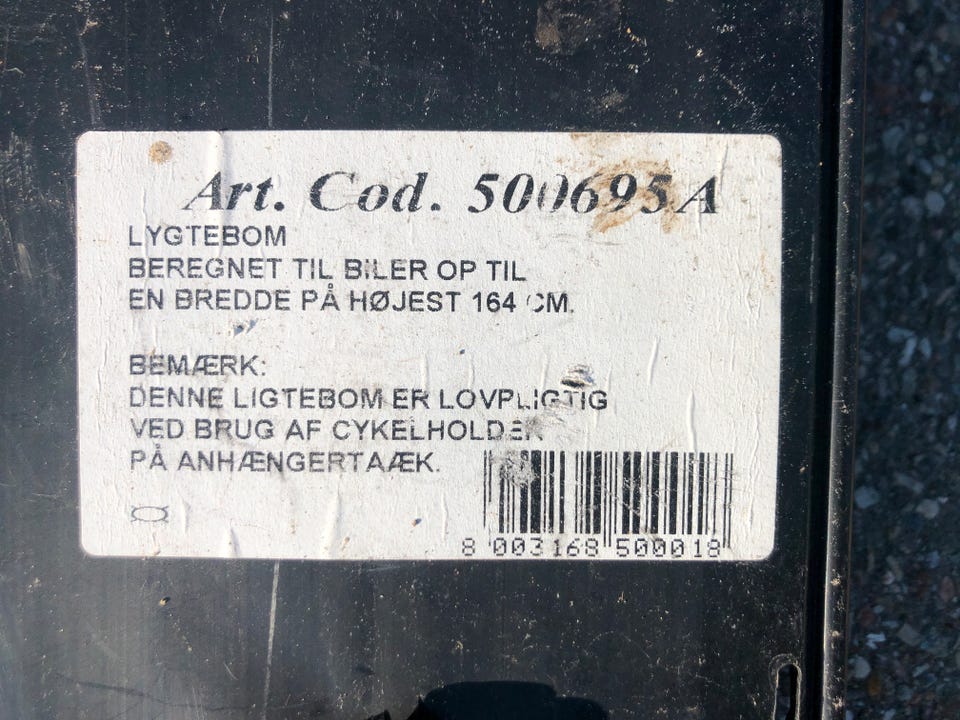 Art. Cod. 500695A
LYGTEBOM
BEREGNET TIL BILER OP TIL
EN BREDDE PÅ HØJEST 164 CM.
BEMÆRK:
DENNE LIGTEBOM ER LOVPLIGTIG
VED BRUG AF CYKELHOLDER
PÅ ANHÆNGERTAÆK.
8 003168 500018